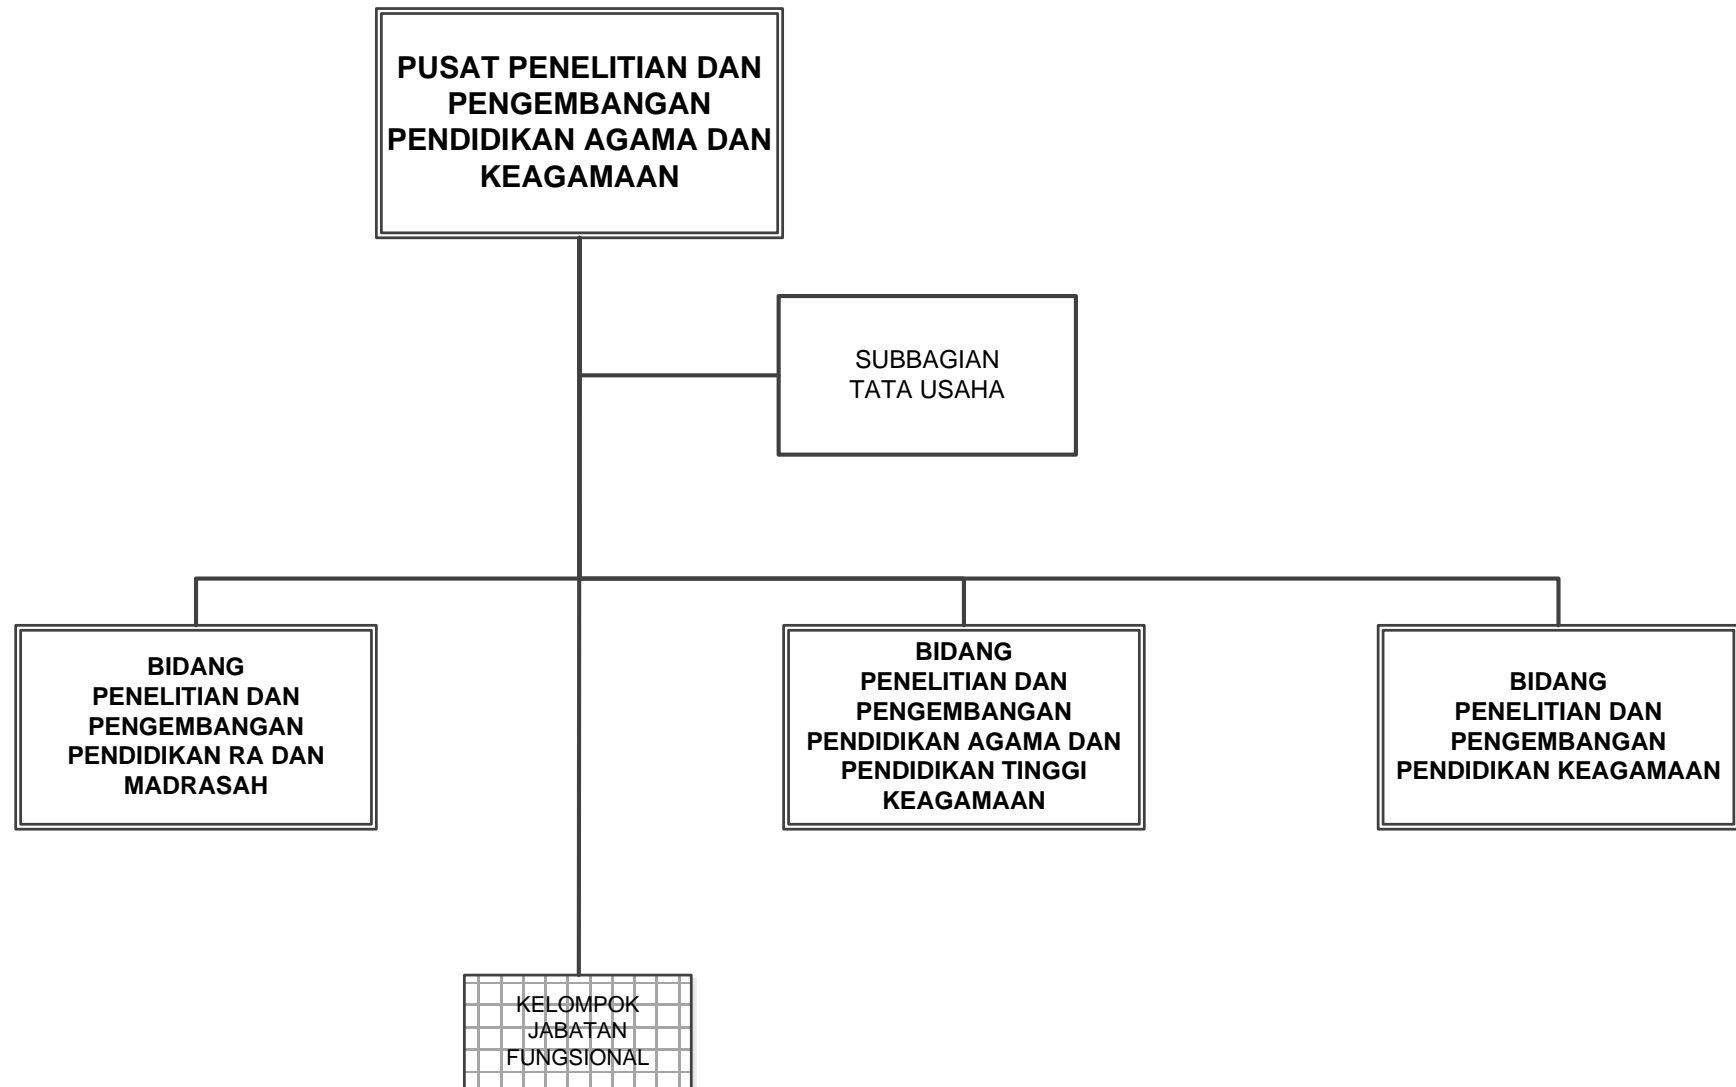 PUSAT PENELITIAN DAN
PENGEMBANGAN
PENDIDIKAN AGAMA DAN
KEAGAMAAN
SUBBAGIAN
TATA USAHA
BIDANG
PENELITIAN DAN
PENGEMBANGAN
PENDIDIKAN RA DAN
MADRASAH
BIDANG
PENELITIAN DAN
PENGEMBANGAN
PENDIDIKAN AGAMA DAN
PENDIDIKAN TINGGI
KEAGAMAAN
BIDANG
PENELITIAN DAN
PENGEMBANGAN
PENDIDIKAN KEAGAMAAN
KELOMPOK
JABATAN
FUNGSIONAL